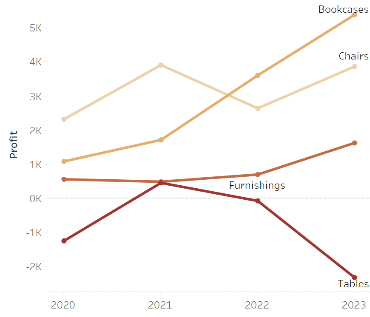 Bookcases
5K
Chairs
4K
3K
Profit
2K
1K
Furnishings
0K
-1K
-2K
Tables
2020 2021 2022 2023